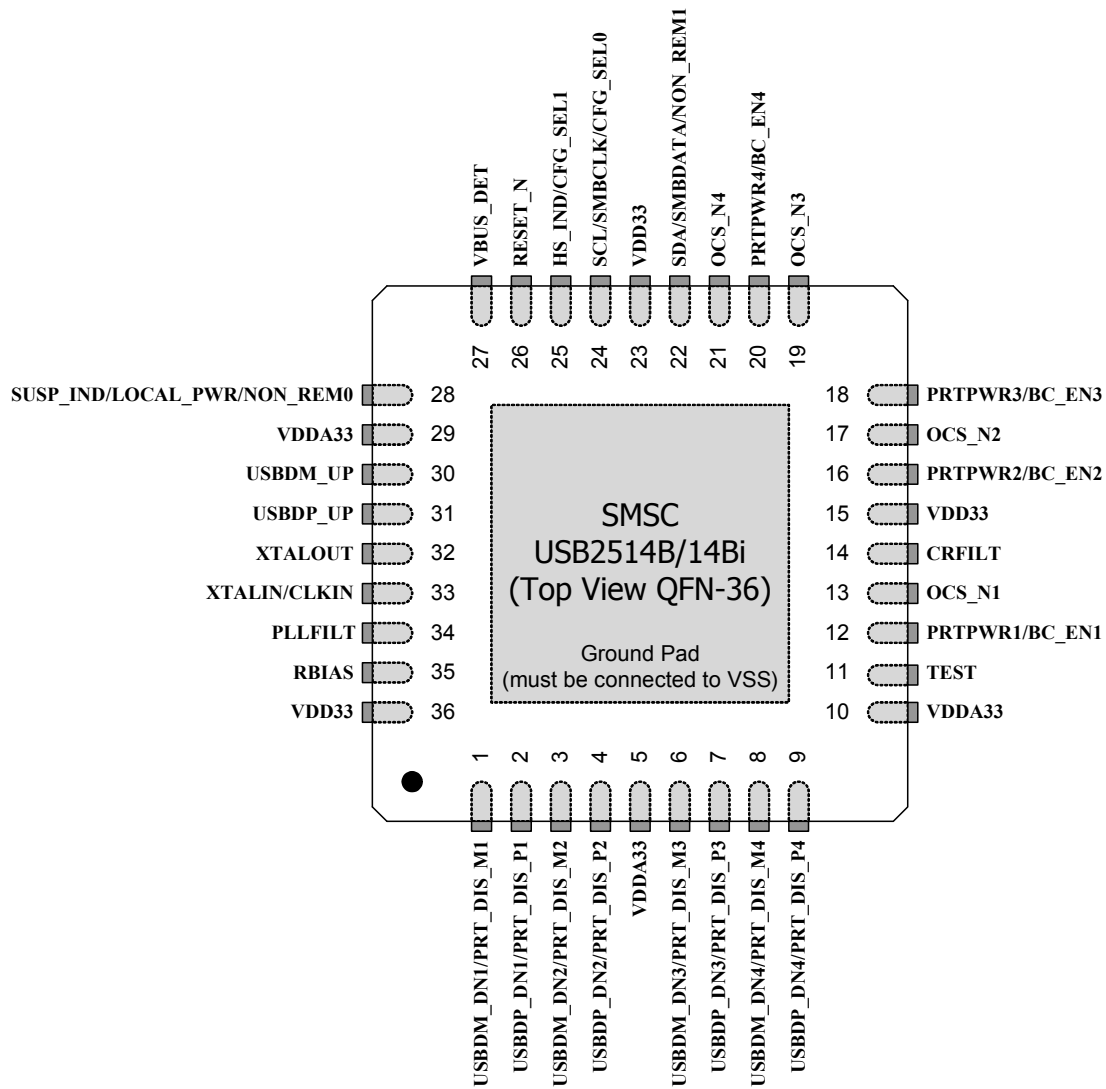 VBUS_DET
RESET_N
HS_IND/CFG_SEL1
SCL/SMBCLK/CFG_SEL0
VDD33
SDA/SMBDATA/NON_REM1
OCS_N4
PRTPWR4/BC_EN4
OCS_N3
27
26
25
24
23
22
21
20
19
SUSP_IND/LOCAL_PWR/NON_REM0 28
VDDA33 29
USBDM_UP 30
USBDP_UP 31
XTALOUT 32
XTALIN/CLKIN 33
PLLFILT 34
RBIAS 35
VDD33 36
SMSC
USB2514B/14Bi
(Top View QFN-36)
Ground Pad
(must be connected to VSS)
18 PRTPWR3/BC_EN3
17 OCS_N2
16 PRTPWR2/BC_EN2
15 VDD33
14 CRFILT
13 OCS_N1
12 PRTPWR1/BC_EN1
11 TEST
10 VDDA33
1
2
3
4
5
6
7
8
9
USBDM_DN1/PRT_DIS_M1
USBDP_DN1/PRT_DIS_P1
USBDM_DN2/PRT_DIS_M2
USBDP_DN2/PRT_DIS_P2
VDDA33
USBDM_DN3/PRT_DIS_M3
USBDP_DN3/PRT_DIS_P3
USBDM_DN4/PRT_DIS_M4
USBDP_DN4/PRT_DIS_P4